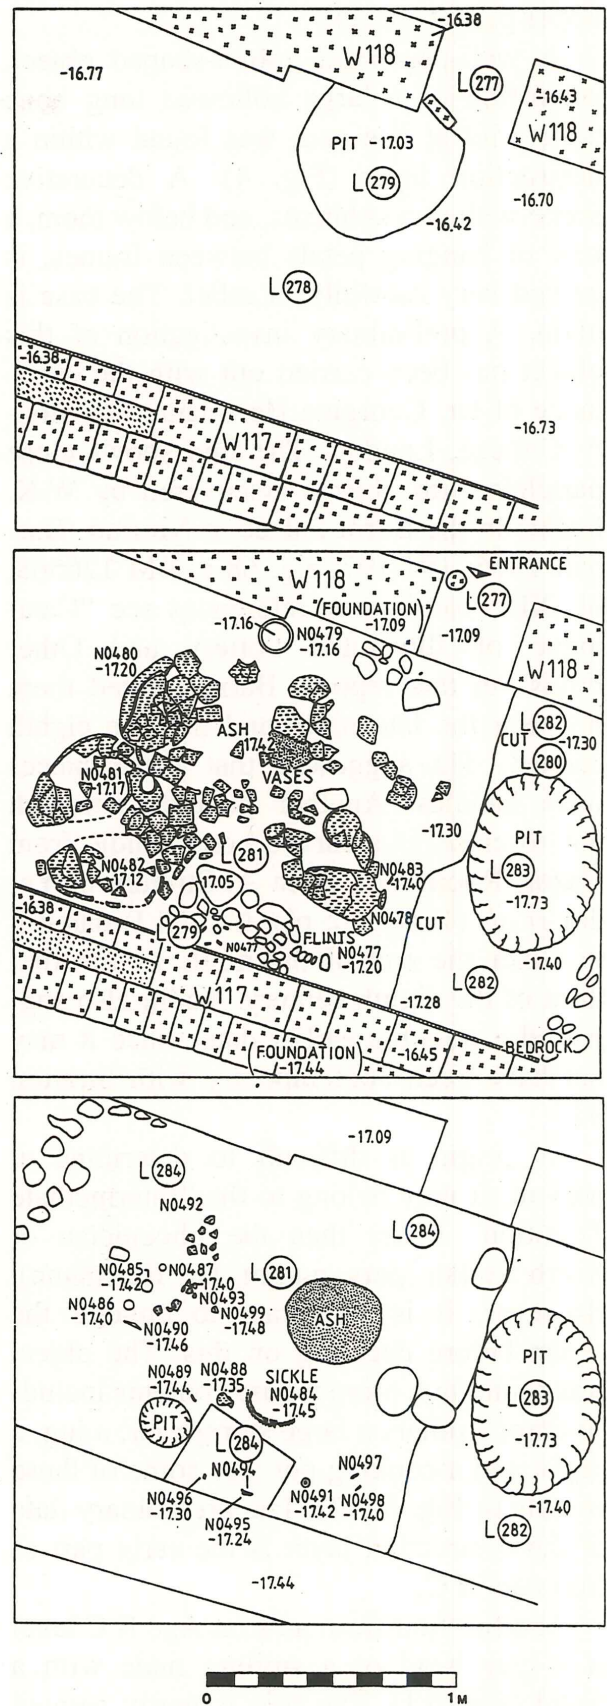 -16.38
W118
-16.77
L 277
-16.43
W118
PIT -17.03
L 279
-16.70
-16.42
L 278
-16.38
-16.73
W117
W118
ENTRANCE
L 277
(FOUNDATION)
-17.09
-17.16
N0479
-17.16
-17.09
W118
N0480
-17.20
L 282
CUT
-17.30
L 280
ASH
-17.42
VASES
N0481
-17.17
-17.30
PIT
L 283
-17.73
L 281
N0482
-17.12
N0483
-17.40
17.05
N0478
CUT
-16.38
L 279
N0477
FLINTS
N0477
-17.20
-17.40
L 282
W117
-17.28
(FOUNDATION)
-17.44
-16.45
BEDROCK
-17.09
L 284
N0492
L 284
N0485
-17.42
N0487
-17.40
L 281
N0493
N0486
-17.40
N0499
-17.48
ASH
N0490
-17.46
PIT
L 283
-17.73
N0489
-17.44
N0488
-17.35
SICKLE
N0484
-17.45
PIT
L 284
N0494
N0497
N0496
-17.30
N0491
-17.42
N0498
-17.40
-17.40
N0495
-17.24
L 282
-17.44
0 1M